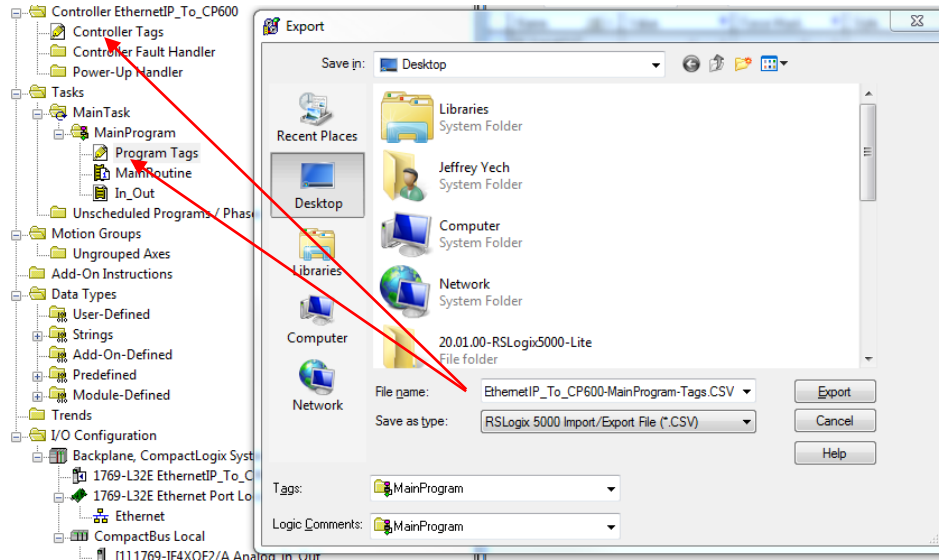 Controller EthernetIP_To_CP600
Controller Tags
Controller Fault Handler
Power-Up Handler
Tasks
MainTask
MainProgram
Program Tags
MainRoutine
In_Out
Unscheduled Programs / Phase
Motion Groups
Ungrouped Axes
Add-On Instructions
Data Types
User-Defined
Strings
Add-On-Defined
Predefined
Module-Defined
Trends
I/O Configuration
Backplane, CompactLogix Syst
1769-L32E EthernetIP_To_C
1769-L32E Ethernet Port Lo
Ethernet
CompactBus Local
[1]1769-IF4XOF2/A Analog_In_Out
Export
Save in:
Desktop
Recent Places
Desktop
Libraries
Computer
Network
Libraries
System Folder
Jeffrey Yech
System Folder
Computer
System Folder
Network
System Folder
20.01.00-RSLogix5000-Lite
File folder
File name:
EthernetIP_To_CP600-MainProgram-Tags.CSV
Export
Save as type:
RSLogix 5000 Import/Export File (*.CSV)
Cancel
Help
Tags:
MainProgram
Logic Comments:
MainProgram